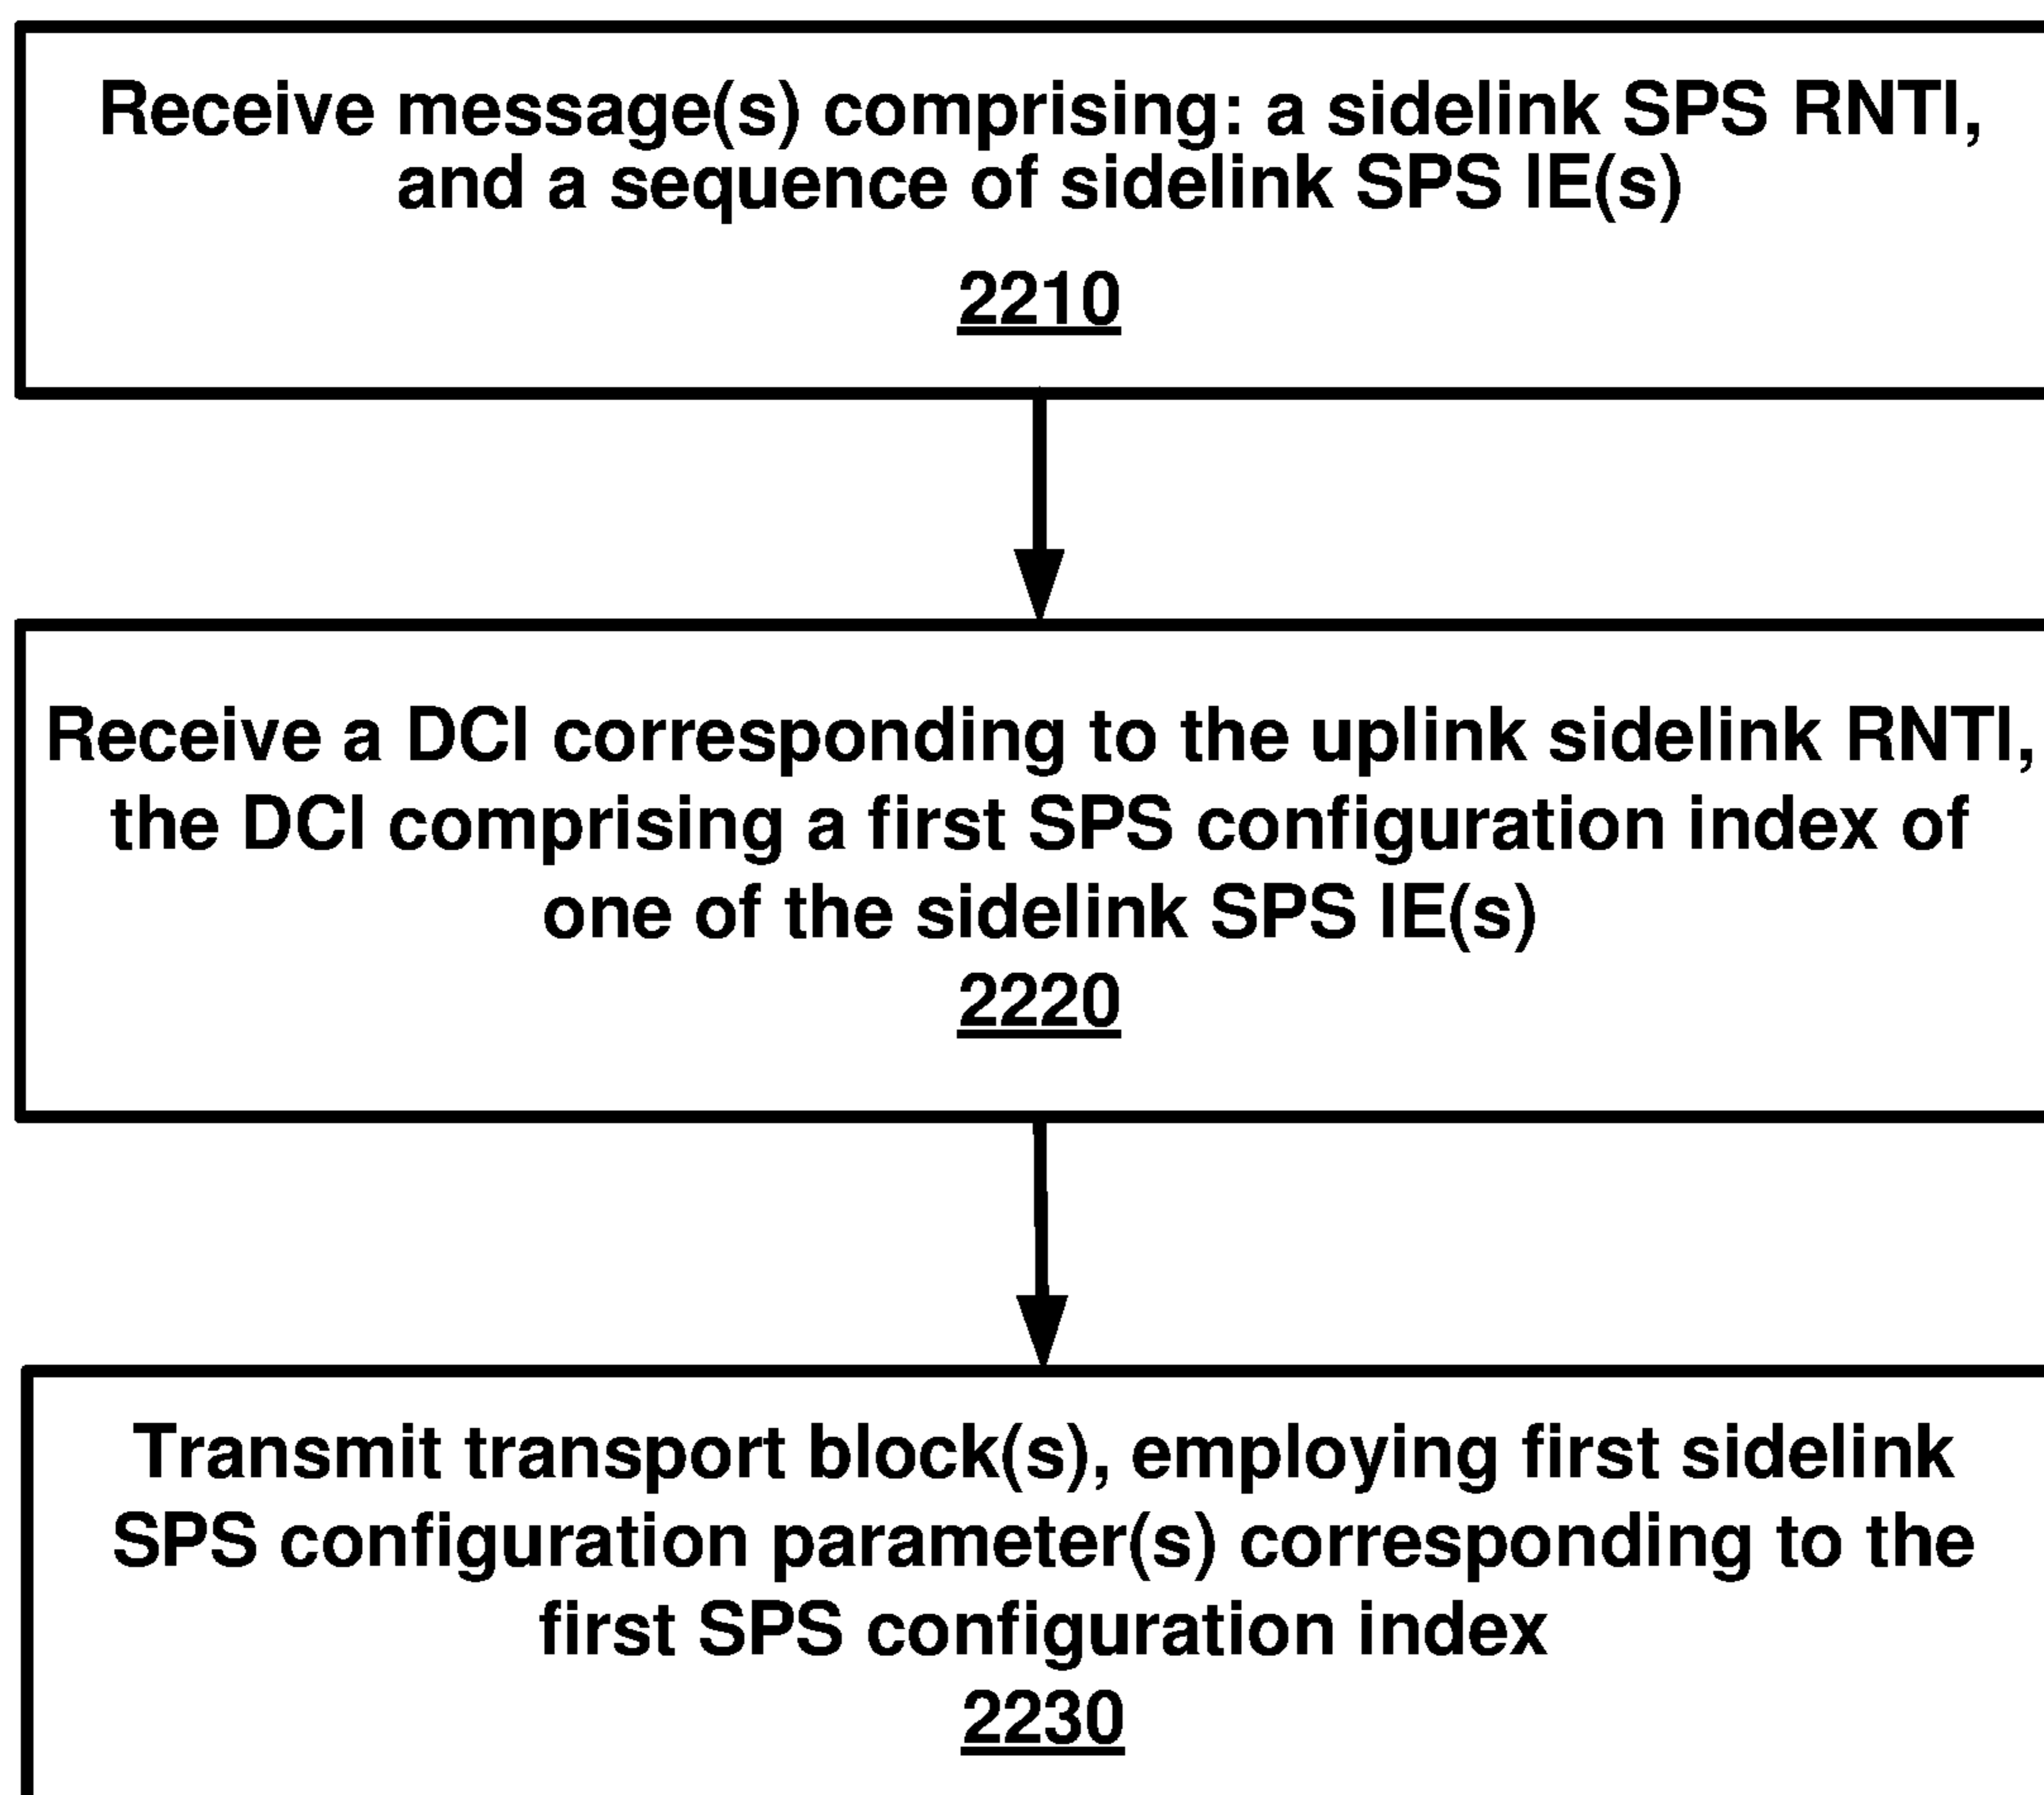 Receive message(s) comprising: a sidelink SPS RNTI,
and a sequence of sidelink SPS IE(s)
2210
Receive a DCI corresponding to the uplink sidelink RNTI,
the DCI comprising a first SPS configuration index of
one of the sidelink SPS IE(s)
2220
Transmit transport block(s), employing first sidelink
SPS configuration parameter(s) corresponding to the
first SPS configuration index
2230